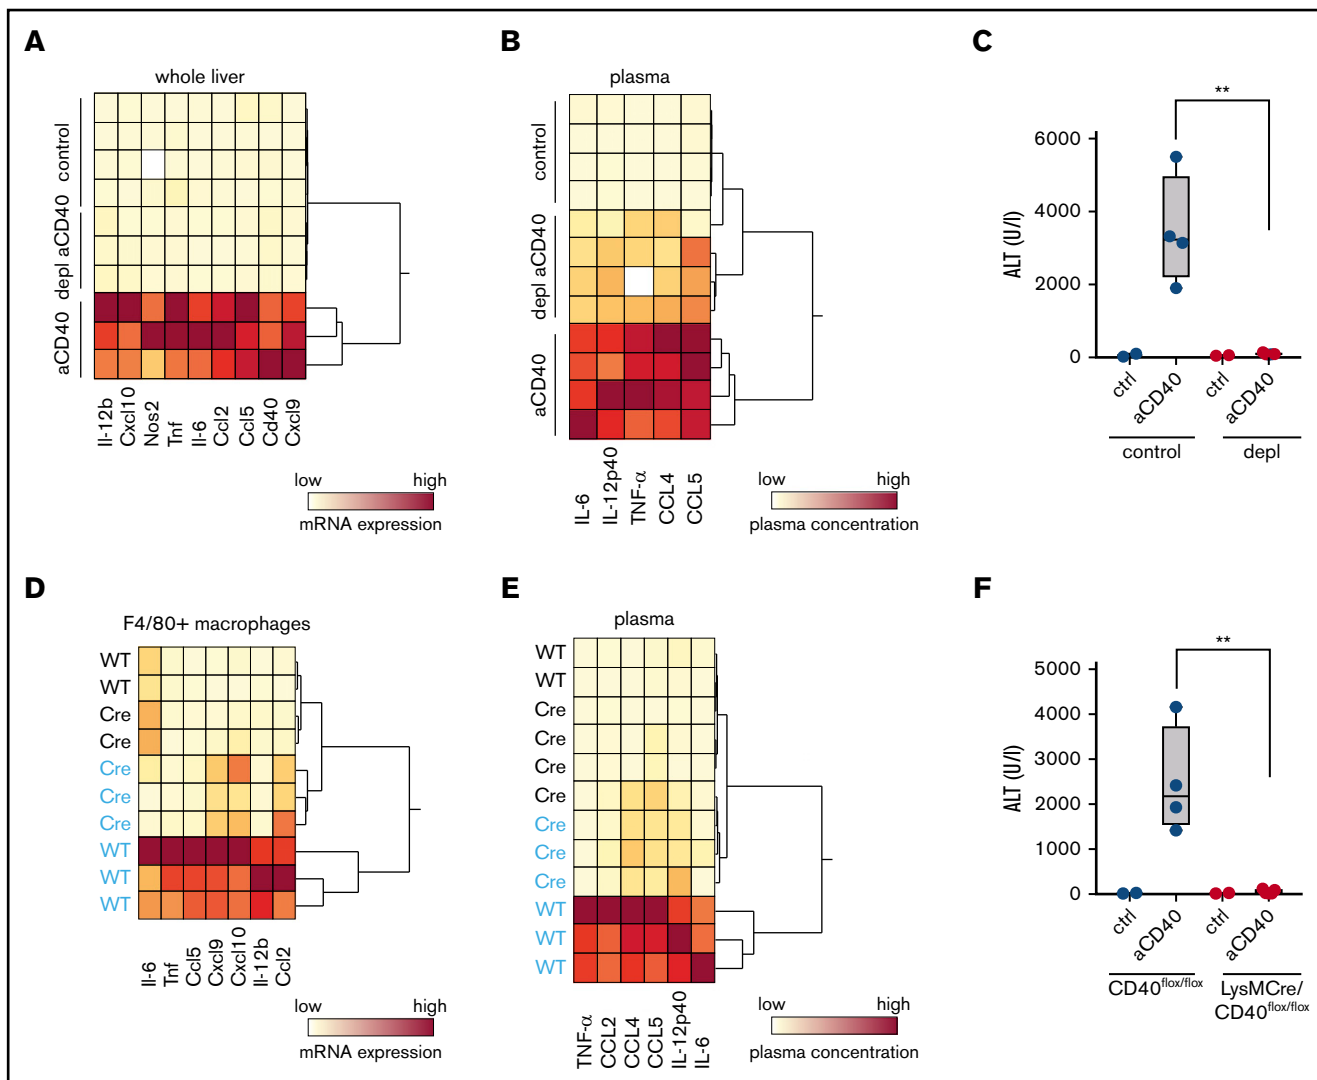 A
whole liver
control
depl aCD40
aCD40
Il-12b
Cxcl10
Nos2
Tnf
Il-6
Ccl2
Ccl5
Cd40
Cxcl9
low high
mRNA expression
B
plasma
control
depl aCD40
aCD40
IL-6
IL-12p40
TNF-α
CCL4
CCL5
low high
plasma concentration
C
**
ALT (U/l)
6000
4000
2000
0
ctrl
aCD40
ctrl
aCD40
control depl
D
F4/80+ macrophages
WT
WT
Cre
Cre
Cre
Cre
Cre
WT
WT
WT
Il-6
Tnf
Ccl5
Cxcl9
Cxcl10
Il-12b
Ccl2
low high
mRNA expression
E
plasma
WT
WT
Cre
Cre
Cre
Cre
Cre
Cre
Cre
WT
WT
WT
TNF-α
CCL2
CCL4
CCL5
IL-12p40
IL-6
low high
plasma concentration
F
**
ALT (U/l)
5000
4000
3000
2000
1000
0
ctrl
aCD40
ctrl
aCD40
CD40flox/flox
LysMCre/
CD40flox/flox